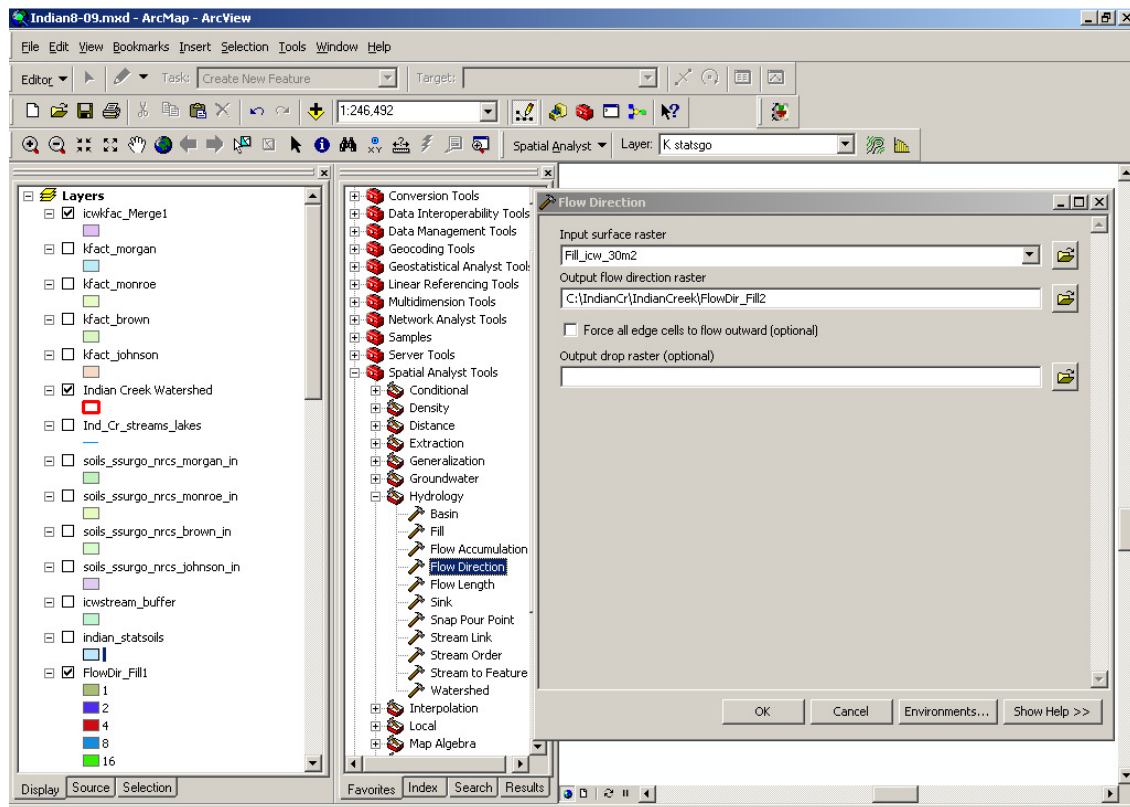 Indian8-09.mxd - ArcMap - ArcView
File Edit View Bookmarks Insert Selection Tools Window Help
Editor Task: Create New Feature Target:
1:246,492
Spatial Analyst Layer: K statsgo
Layers
icwkfac_Merge1
kfact_morgan
kfact_monroe
kfact_brown
kfact_johnson
Indian Creek Watershed
Ind_Cr_streams_lakes
soils_ssurgo_nrcs_morgan_in
soils_ssurgo_nrcs_monroe_in
soils_ssurgo_nrcs_brown_in
soils_ssurgo_nrcs_johnson_in
icwstream_buffer
indian_statsoils
FlowDir_Fill1
1
2
4
8
16
Display Source Selection
Conversion Tools
Data Interoperability Tools
Data Management Tools
Geocoding Tools
Geostatistical Analyst Tools
Linear Referencing Tools
Multidimension Tools
Network Analyst Tools
Samples
Server Tools
Spatial Analyst Tools
Conditional
Density
Distance
Extraction
Generalization
Groundwater
Hydrology
Basin
Fill
Flow Accumulation
Flow Direction
Flow Length
Sink
Snap Pour Point
Stream Link
Stream Order
Stream to Feature
Watershed
Interpolation
Local
Map Algebra
Favorites Index Search Results
Flow Direction
Input surface raster
Fill_icw_30m2
Output flow direction raster
C:\IndianCr\IndianCreek\FlowDir_Fill2
Force all edge cells to flow outward (optional)
Output drop raster (optional)
OK Cancel Environments... Show Help >>